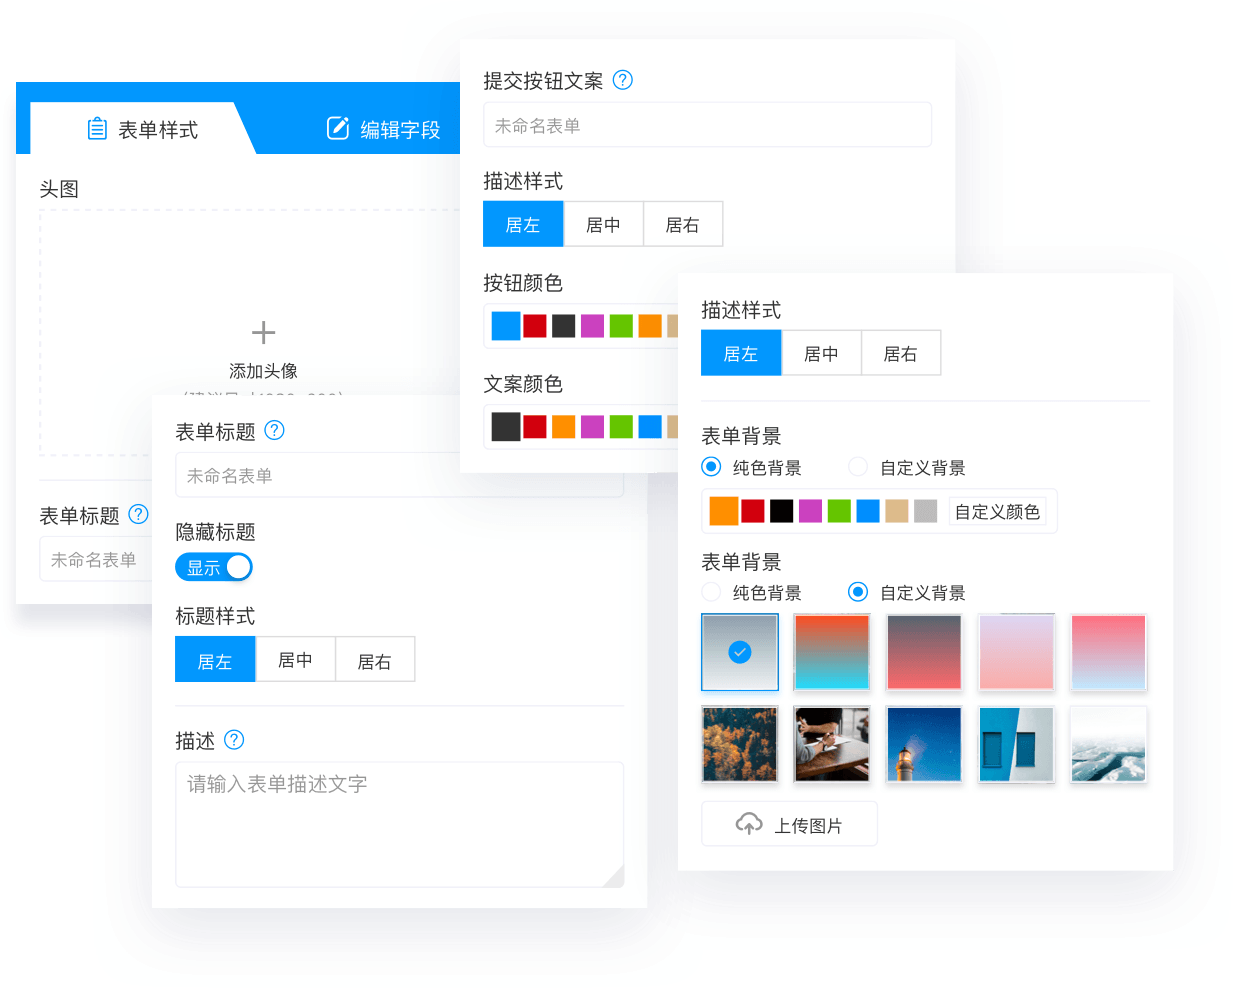 表单样式
编辑字段
头图
添加头像
表单标题
未命名表单
提交按钮文案
未命名表单
描述样式
居左
居中
居右
按钮颜色
文案颜色
表单标题
未命名表单
隐藏标题
显示
标题样式
居左
居中
居右
描述
请输入表单描述文字
描述样式
居左
居中
居右
表单背景
纯色背景
自定义背景
自定义颜色
表单背景
纯色背景
自定义背景
上传图片